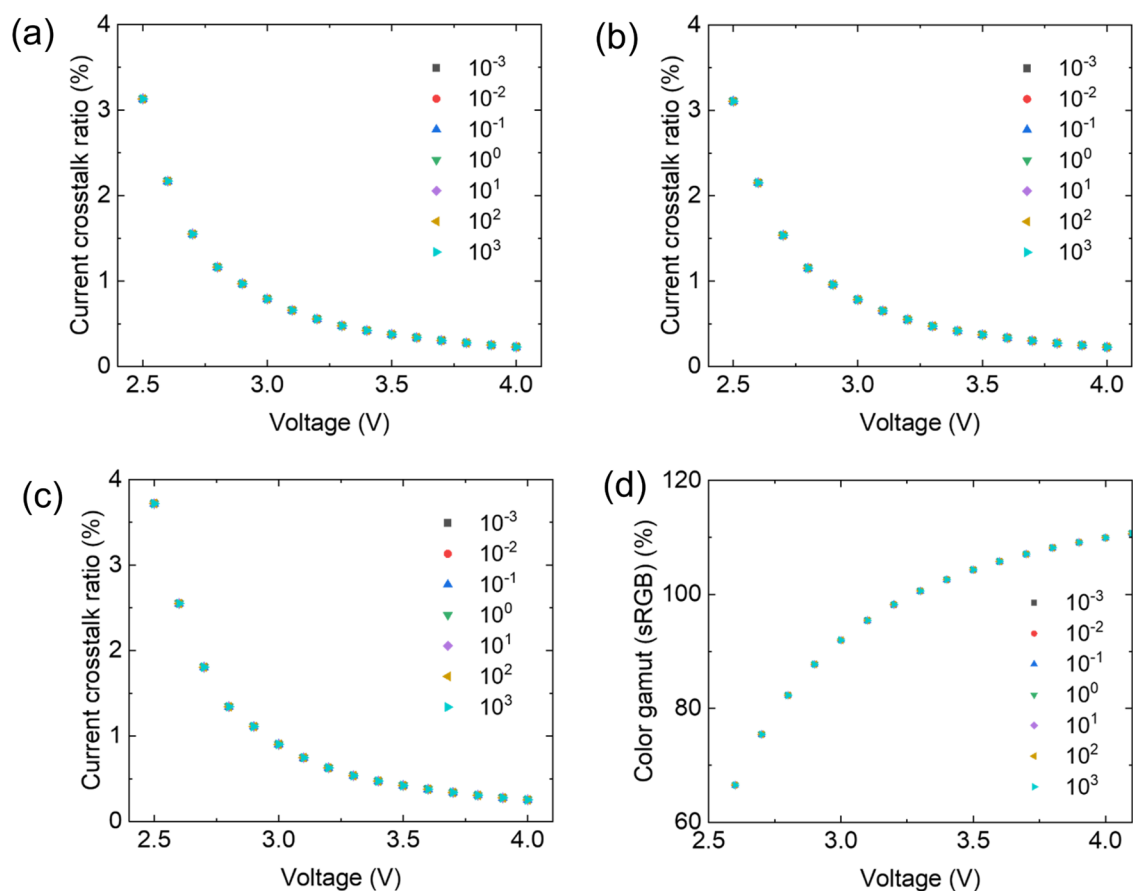 (a)
Current crosstalk ratio (%)
4
3
2
1
0
2.5 3.0 3.5 4.0
Voltage (V)
10⁻³
10⁻²
10⁻¹
10⁰
10¹
10²
10³
(b)
Current crosstalk ratio (%)
4
3
2
1
0
2.5 3.0 3.5 4.0
Voltage (V)
10⁻³
10⁻²
10⁻¹
10⁰
10¹
10²
10³
(c)
Current crosstalk ratio (%)
4
3
2
1
0
2.5 3.0 3.5 4.0
Voltage (V)
10⁻³
10⁻²
10⁻¹
10⁰
10¹
10²
10³
(d)
Color gamut (sRGB) (%)
120
100
80
60
2.5 3.0 3.5 4.0
Voltage (V)
10⁻³
10⁻²
10⁻¹
10⁰
10¹
10²
10³